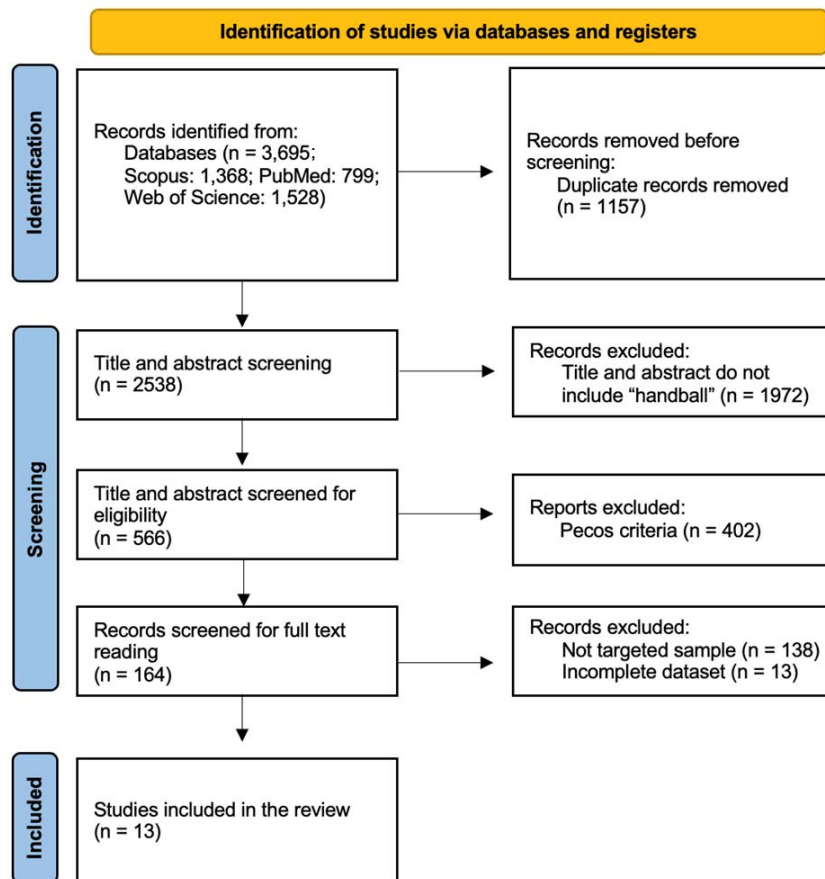 Identification of studies via databases and registers
Identification
Records identified from:
Databases (n = 3,695;
Scopus: 1,368; PubMed: 799;
Web of Science: 1,528)
Records removed before
screening:
Duplicate records removed
(n = 1157)
Screening
Title and abstract screening
(n = 2538)
Records excluded:
Title and abstract do not
include “handball” (n = 1972)
Title and abstract screened for
eligibility
(n = 566)
Reports excluded:
Pecos criteria (n = 402)
Records screened for full text
reading
(n = 164)
Records excluded:
Not targeted sample (n = 138)
Incomplete dataset (n = 13)
Included
Studies included in the review
(n = 13)